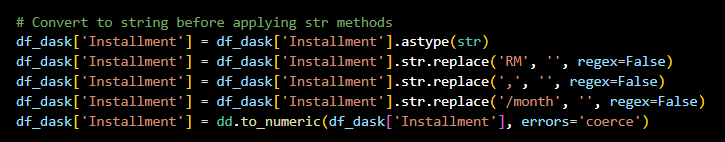 # Convert to string before applying str methods
df_dask['Installment'] = df_dask['Installment'].astype(str)
df_dask['Installment'] = df_dask['Installment'].str.replace('RM', '', regex=False)
df_dask['Installment'] = df_dask['Installment'].str.replace(',', '', regex=False)
df_dask['Installment'] = df_dask['Installment'].str.replace('/month', '', regex=False)
df_dask['Installment'] = dd.to_numeric(df_dask['Installment'], errors='coerce')